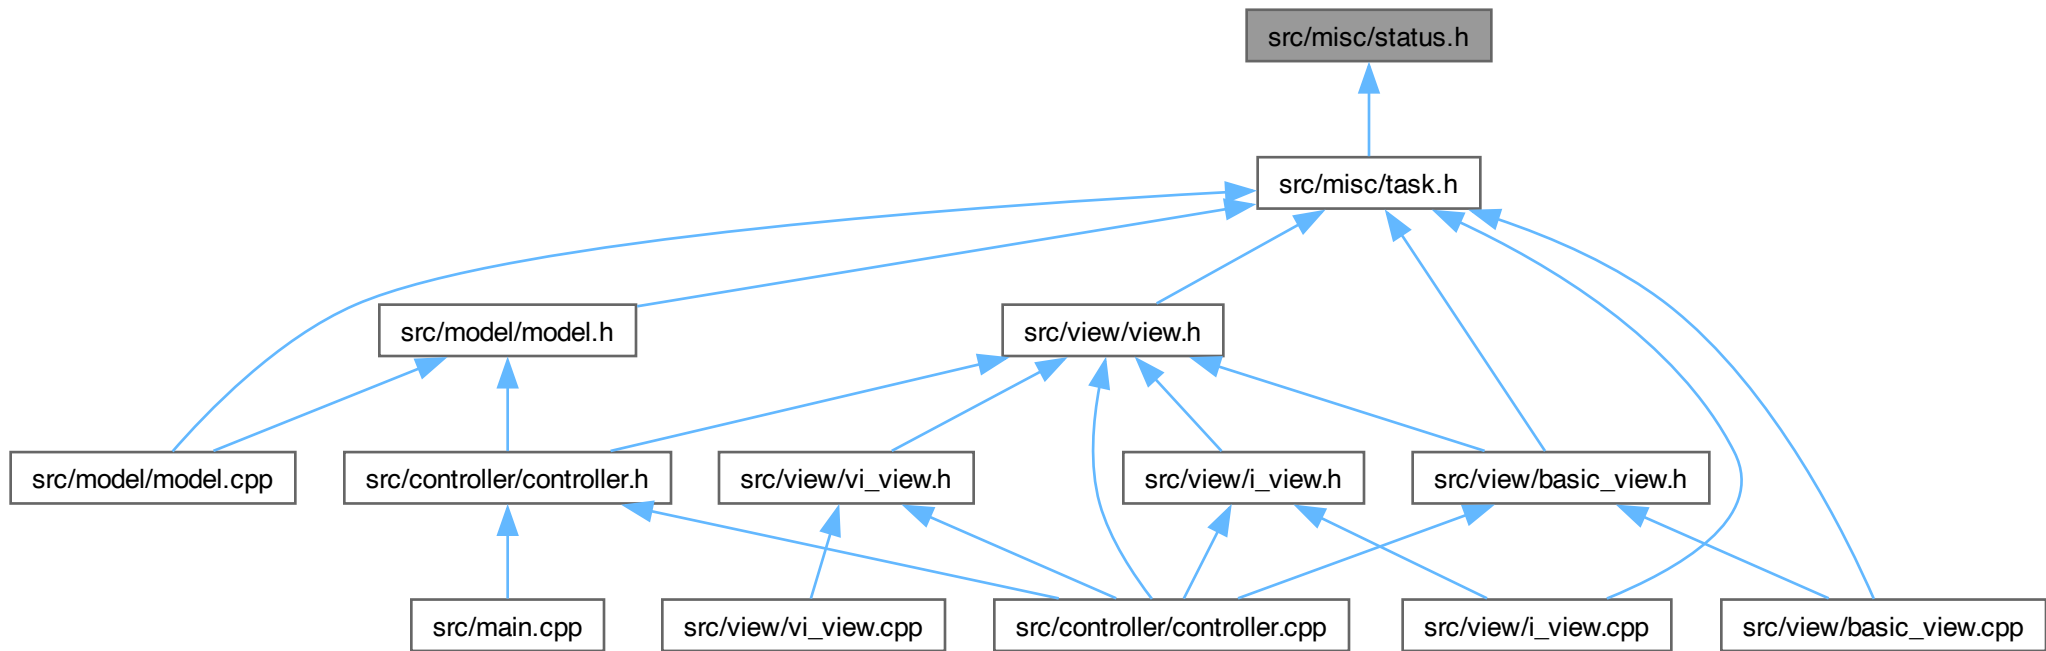 src/misc/status.h
src/misc/task.h
src/model/model.h
src/view/view.h
src/model/model.cpp
src/controller/controller.h
src/view/vi_view.h
src/view/i_view.h
src/view/basic_view.h
src/main.cpp
src/view/vi_view.cpp
src/controller/controller.cpp
src/view/i_view.cpp
src/view/basic_view.cpp